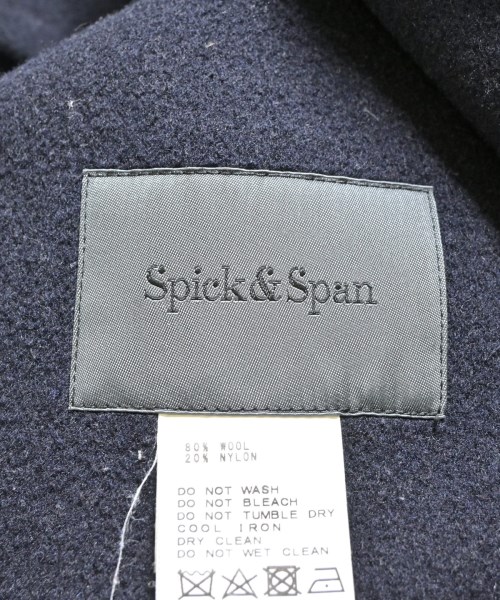 Spick&Span
80% WOOL
20% NYLON
DO NOT WASH
DO NOT BLEACH
DO NOT TUMBLE DRY
COOL IRON
DRY CLEAN
DO NOT WET CLEAN